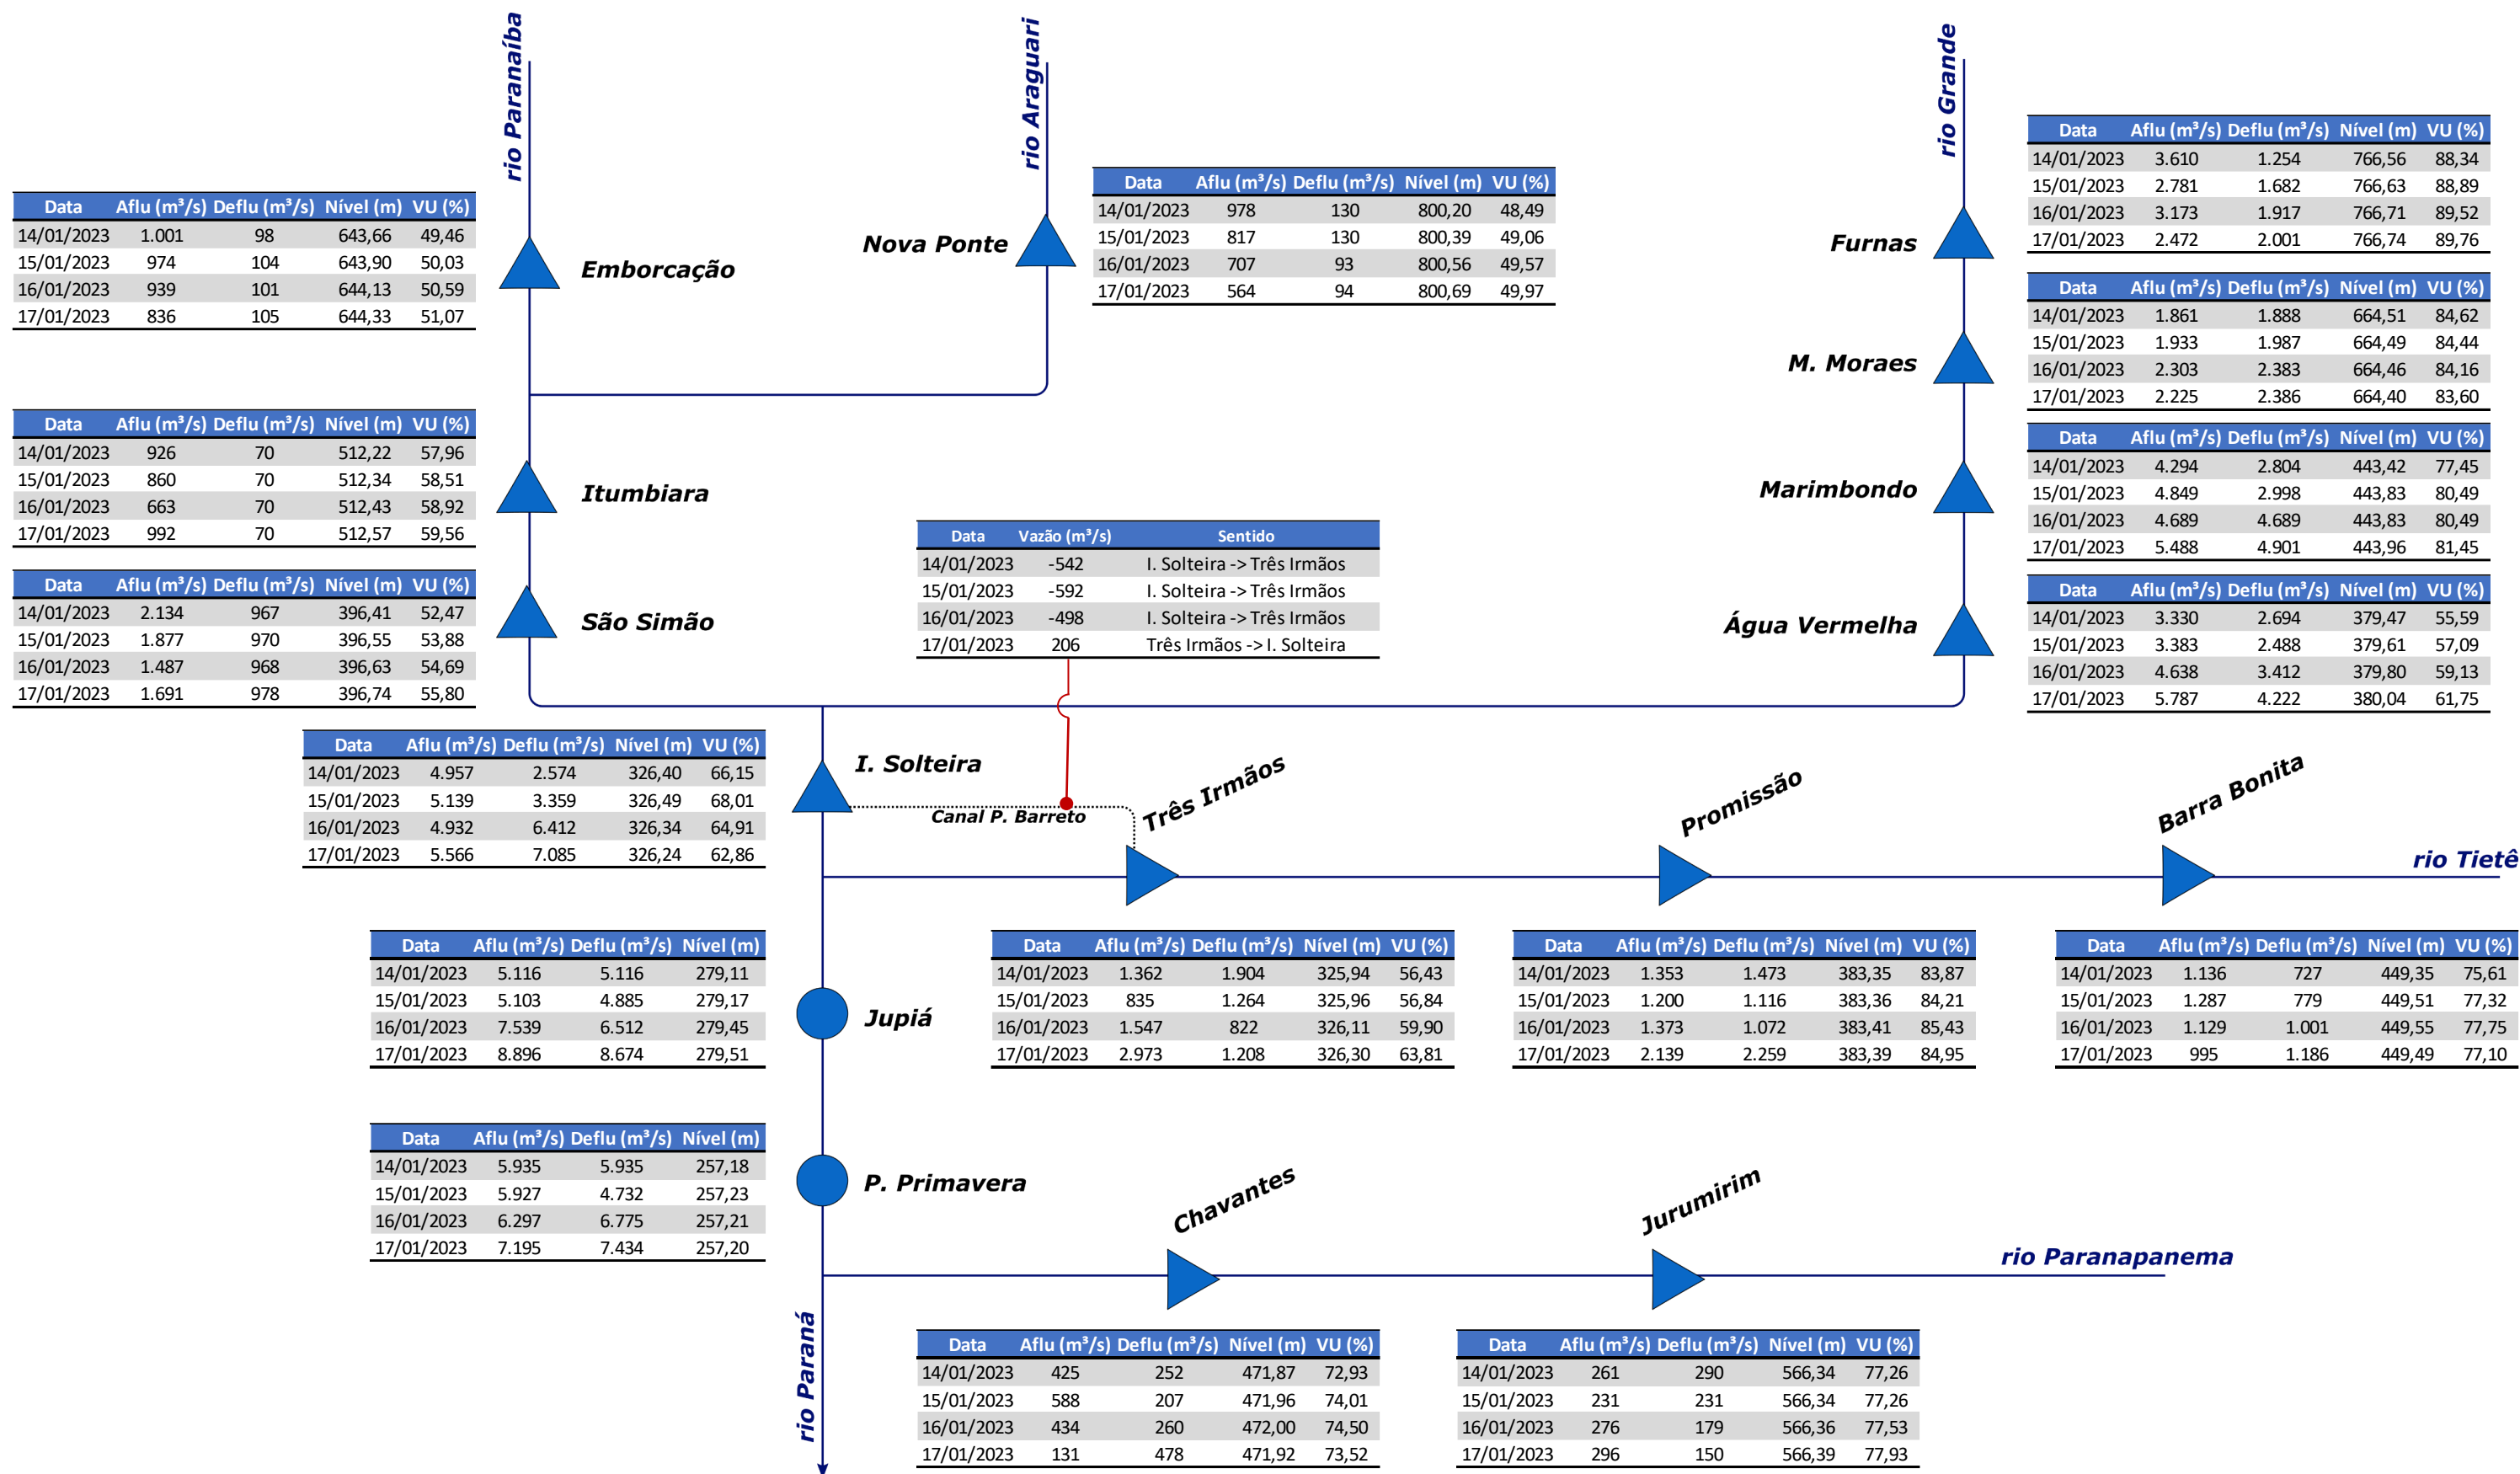 rio Paranaíba
rio Araguari
rio Grande
Data Aflu (m³/s) Deflu (m³/s) Nível (m) VU (%)
14/01/2023 3.610 1.254 766,56 88,34
15/01/2023 2.781 1.682 766,63 88,89
16/01/2023 3.173 1.917 766,71 89,52
17/01/2023 2.472 2.001 766,74 89,76
Furnas
Data Aflu (m³/s) Deflu (m³/s) Nível (m) VU (%)
14/01/2023 978 130 800,20 48,49
15/01/2023 817 130 800,39 49,06
16/01/2023 707 93 800,56 49,57
17/01/2023 564 94 800,69 49,97
Nova Ponte
Data Aflu (m³/s) Deflu (m³/s) Nível (m) VU (%)
14/01/2023 1.001 98 643,66 49,46
15/01/2023 974 104 643,90 50,03
16/01/2023 939 101 644,13 50,59
17/01/2023 836 105 644,33 51,07
Emborcação
Data Aflu (m³/s) Deflu (m³/s) Nível (m) VU (%)
14/01/2023 1.861 1.888 664,51 84,62
15/01/2023 1.933 1.987 664,49 84,44
16/01/2023 2.303 2.383 664,46 84,16
17/01/2023 2.225 2.386 664,40 83,60
M. Moraes
Data Aflu (m³/s) Deflu (m³/s) Nível (m) VU (%)
14/01/2023 926 70 512,22 57,96
15/01/2023 860 70 512,34 58,51
16/01/2023 663 70 512,43 58,92
17/01/2023 992 70 512,57 59,56
Itumbiara
Data Aflu (m³/s) Deflu (m³/s) Nível (m) VU (%)
14/01/2023 4.294 2.804 443,42 77,45
15/01/2023 4.849 2.998 443,83 80,49
16/01/2023 4.689 4.689 443,83 80,49
17/01/2023 5.488 4.901 443,96 81,45
Marimbondo
Data Vazão (m³/s) Sentido
14/01/2023 -542 I. Solteira -> Três Irmãos
15/01/2023 -592 I. Solteira -> Três Irmãos
16/01/2023 -498 I. Solteira -> Três Irmãos
17/01/2023 206 Três Irmãos -> I. Solteira
Data Aflu (m³/s) Deflu (m³/s) Nível (m) VU (%)
14/01/2023 2.134 967 396,41 52,47
15/01/2023 1.877 970 396,55 53,88
16/01/2023 1.487 968 396,63 54,69
17/01/2023 1.691 978 396,74 55,80
São Simão
Data Aflu (m³/s) Deflu (m³/s) Nível (m) VU (%)
14/01/2023 3.330 2.694 379,47 55,59
15/01/2023 3.383 2.488 379,61 57,09
16/01/2023 4.638 3.412 379,80 59,13
17/01/2023 5.787 4.222 380,04 61,75
Água Vermelha
Data Aflu (m³/s) Deflu (m³/s) Nível (m) VU (%)
14/01/2023 4.957 2.574 326,40 66,15
15/01/2023 5.139 3.359 326,49 68,01
16/01/2023 4.932 6.412 326,34 64,91
17/01/2023 5.566 7.085 326,24 62,86
I. Solteira
Canal P. Barreto
Três Irmãos
Promissão
Barra Bonita
rio Tietê
Data Aflu (m³/s) Deflu (m³/s) Nível (m)
14/01/2023 5.116 5.116 279,11
15/01/2023 5.103 4.885 279,17
16/01/2023 7.539 6.512 279,45
17/01/2023 8.896 8.674 279,51
Jupiá
Data Aflu (m³/s) Deflu (m³/s) Nível (m) VU (%)
14/01/2023 1.362 1.904 325,94 56,43
15/01/2023 835 1.264 325,96 56,84
16/01/2023 1.547 822 326,11 59,90
17/01/2023 2.973 1.208 326,30 63,81
Data Aflu (m³/s) Deflu (m³/s) Nível (m) VU (%)
14/01/2023 1.353 1.473 383,35 83,87
15/01/2023 1.200 1.116 383,36 84,21
16/01/2023 1.373 1.072 383,41 85,43
17/01/2023 2.139 2.259 383,39 84,95
Data Aflu (m³/s) Deflu (m³/s) Nível (m) VU (%)
14/01/2023 1.136 727 449,35 75,61
15/01/2023 1.287 779 449,51 77,32
16/01/2023 1.129 1.001 449,55 77,75
17/01/2023 995 1.186 449,49 77,10
Data Aflu (m³/s) Deflu (m³/s) Nível (m)
14/01/2023 5.935 5.935 257,18
15/01/2023 5.927 4.732 257,23
16/01/2023 6.297 6.775 257,21
17/01/2023 7.195 7.434 257,20
P. Primavera
Chavantes
Jurumirim
rio Paranapanema
rio Paraná
Data Aflu (m³/s) Deflu (m³/s) Nível (m) VU (%)
14/01/2023 425 252 471,87 72,93
15/01/2023 588 207 471,96 74,01
16/01/2023 434 260 472,00 74,50
17/01/2023 131 478 471,92 73,52
Data Aflu (m³/s) Deflu (m³/s) Nível (m) VU (%)
14/01/2023 261 290 566,34 77,26
15/01/2023 231 231 566,34 77,26
16/01/2023 276 179 566,36 77,53
17/01/2023 296 150 566,39 77,93